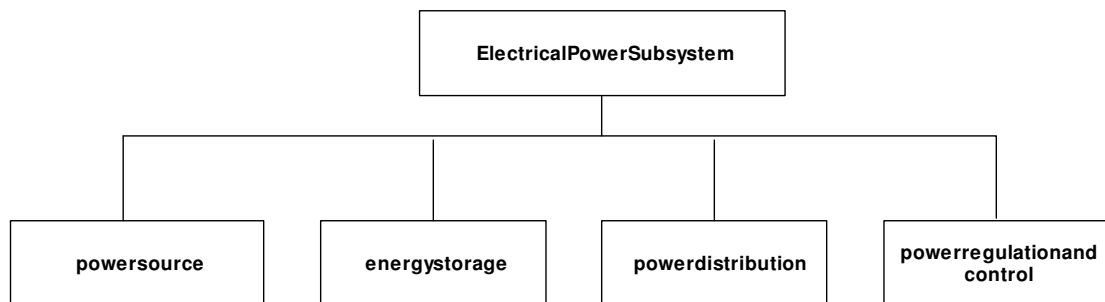 ElectricalPowerSubsystem
powersource
energystorage
powerdistribution
powerregulationand
control